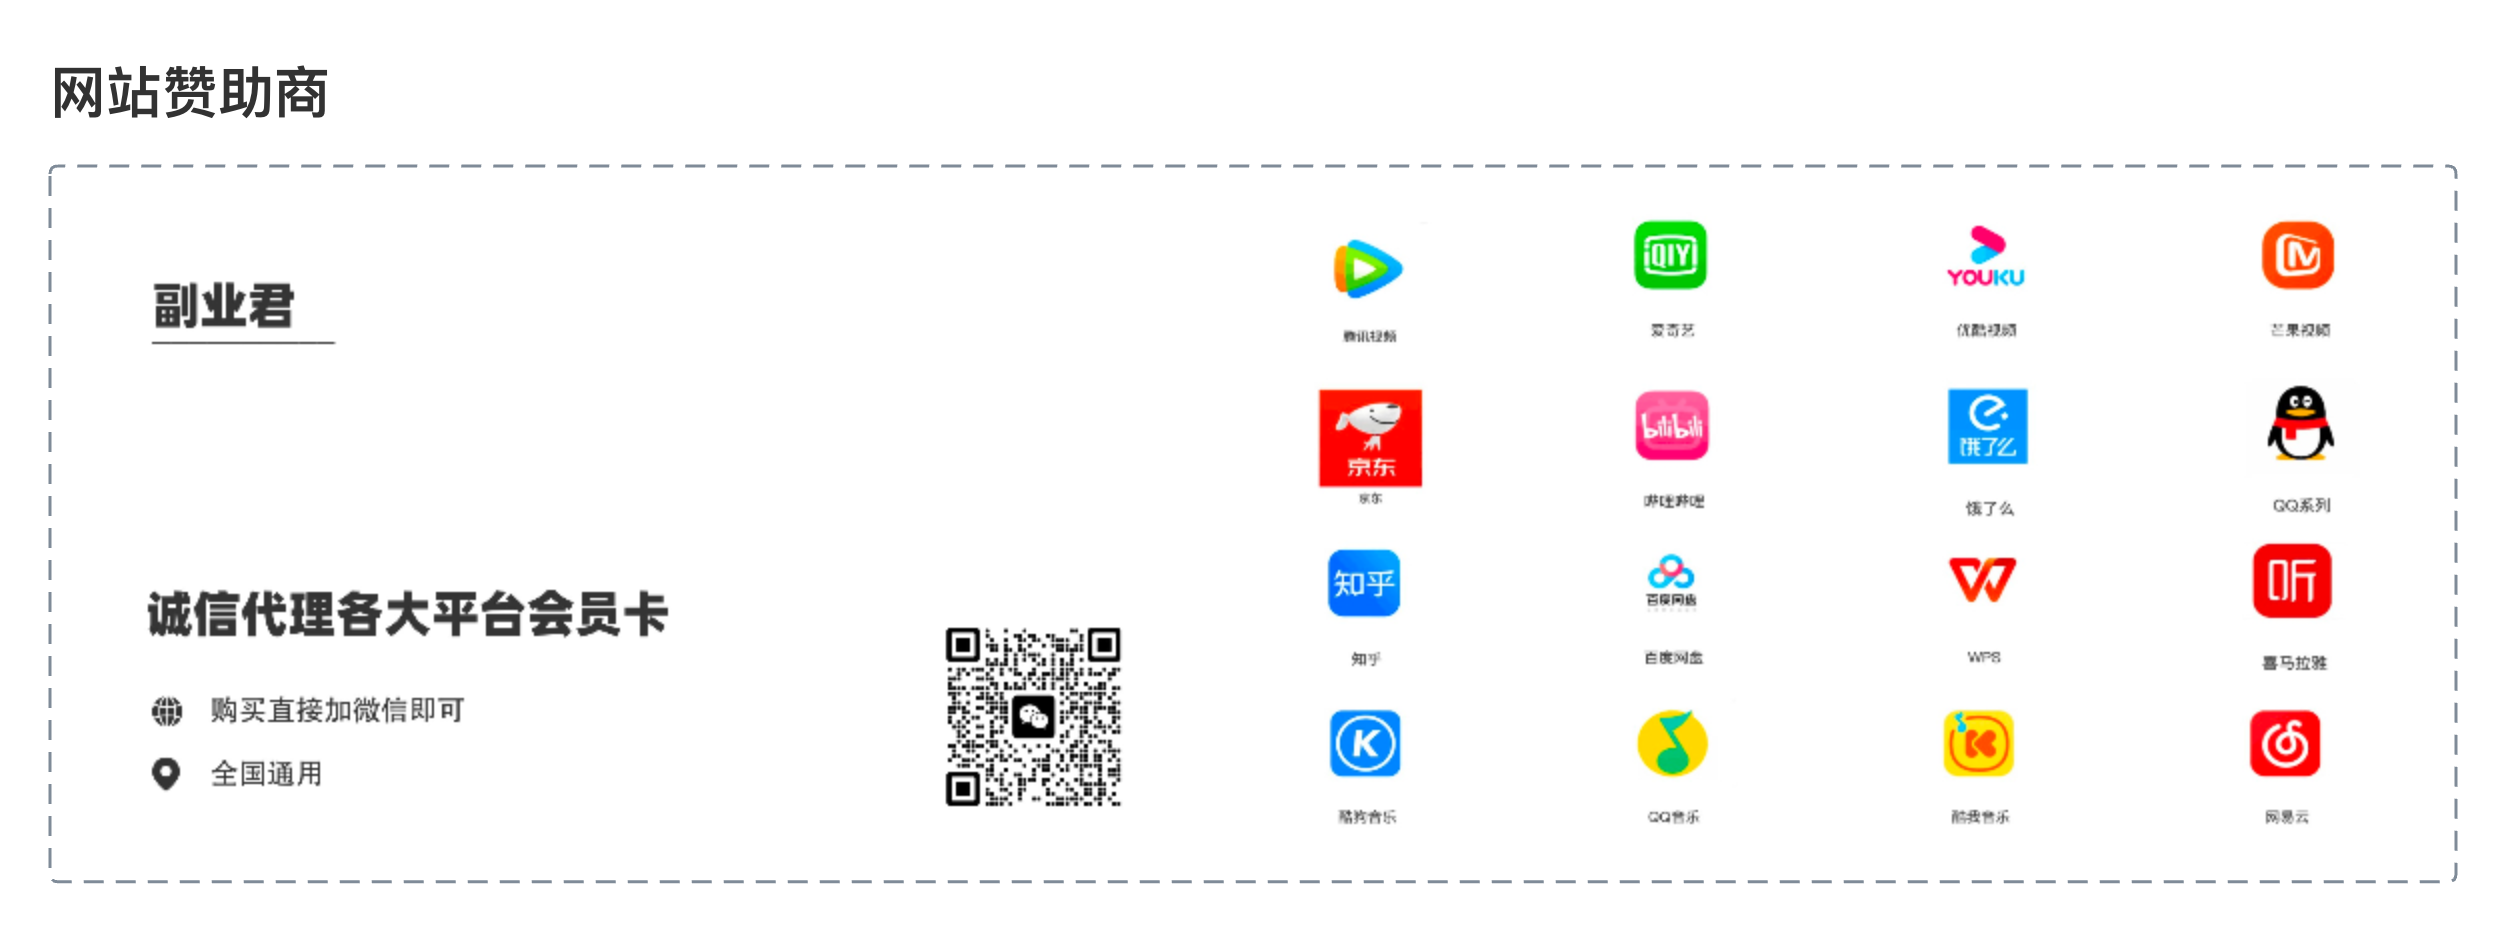 网站赞助商
副业君
诚信代理各大平台会员卡
购买直接加微信即可
全国通用
iQIY
YOUKU
腾讯视频
爱奇艺
优酷视频
芒果视频
京东
bilibili
饿了么
京东
哔哩哔哩
饿了么
QQ系列
知乎
百度网盘
听
知乎
百度网盘
WPS
喜马拉雅
K
酷狗音乐
QQ音乐
酷我音乐
网易云